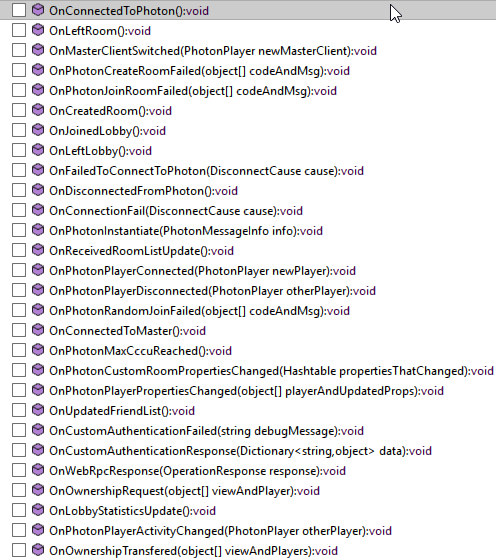 OnConnectedToPhoton():void
OnLeftRoom():void
OnMasterClientSwitched(PhotonPlayer newMasterClient):void
OnPhotonCreateRoomFailed(object[] codeAndMsg):void
OnPhotonJoinRoomFailed(object[] codeAndMsg):void
OnCreatedRoom():void
OnJoinedLobby():void
OnLeftLobby():void
OnFailedToConnectToPhoton(DisconnectCause cause):void
OnDisconnectedFromPhoton():void
OnConnectionFail(DisconnectCause cause):void
OnPhotonInstantiate(PhotonMessageInfo info):void
OnReceivedRoomListUpdate():void
OnPhotonPlayerConnected(PhotonPlayer newPlayer):void
OnPhotonPlayerDisconnected(PhotonPlayer otherPlayer):void
OnPhotonRandomJoinFailed(object[] codeAndMsg):void
OnConnectedToMaster():void
OnPhotonMaxCccuReached():void
OnPhotonCustomRoomPropertiesChanged(Hashtable propertiesThatChanged):void
OnPhotonPlayerPropertiesChanged(object[] playerAndUpdatedProps):void
OnUpdatedFriendList():void
OnCustomAuthenticationFailed(string debugMessage):void
OnCustomAuthenticationResponse(Dictionary<string,object> data):void
OnWebRpcResponse(OperationResponse response):void
OnOwnershipRequest(object[] viewAndPlayer):void
OnLobbyStatisticsUpdate():void
OnPhotonPlayerActivityChanged(PhotonPlayer otherPlayer):void
OnOwnershipTransfered(object[] viewAndPlayers):void